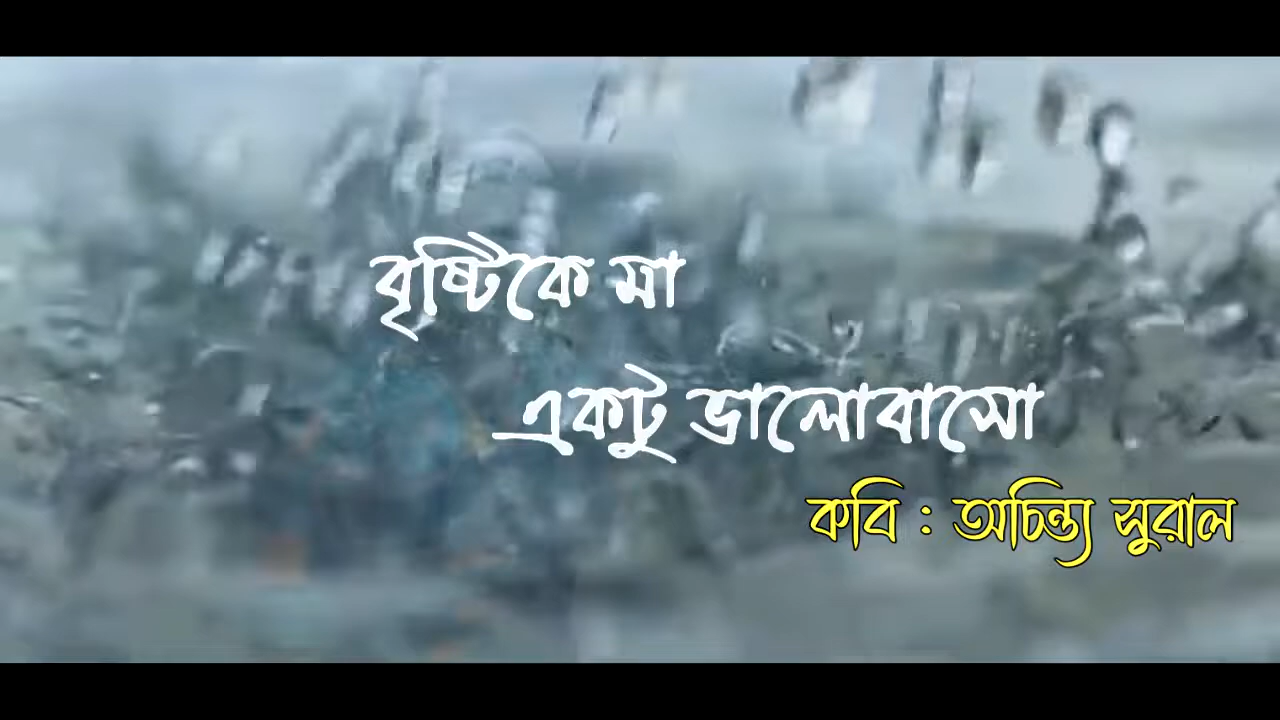 বৃষ্টিকে মা
একটু ভালোবাসো
কবি : অচিন্ত্য সুরাল